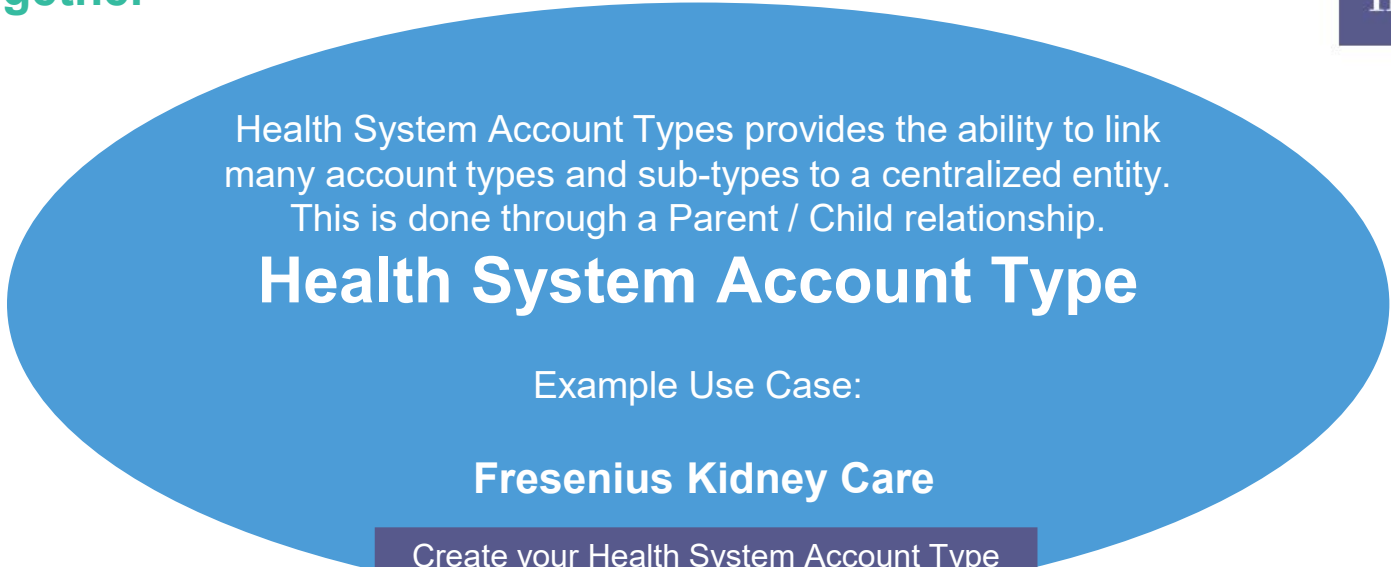 Health System Account Types provides the ability to link
many account types and sub-types to a centralized entity.
This is done through a Parent / Child relationship.
Health System Account Type
Example Use Case:
Fresenius Kidney Care
Create your Health System Account Type